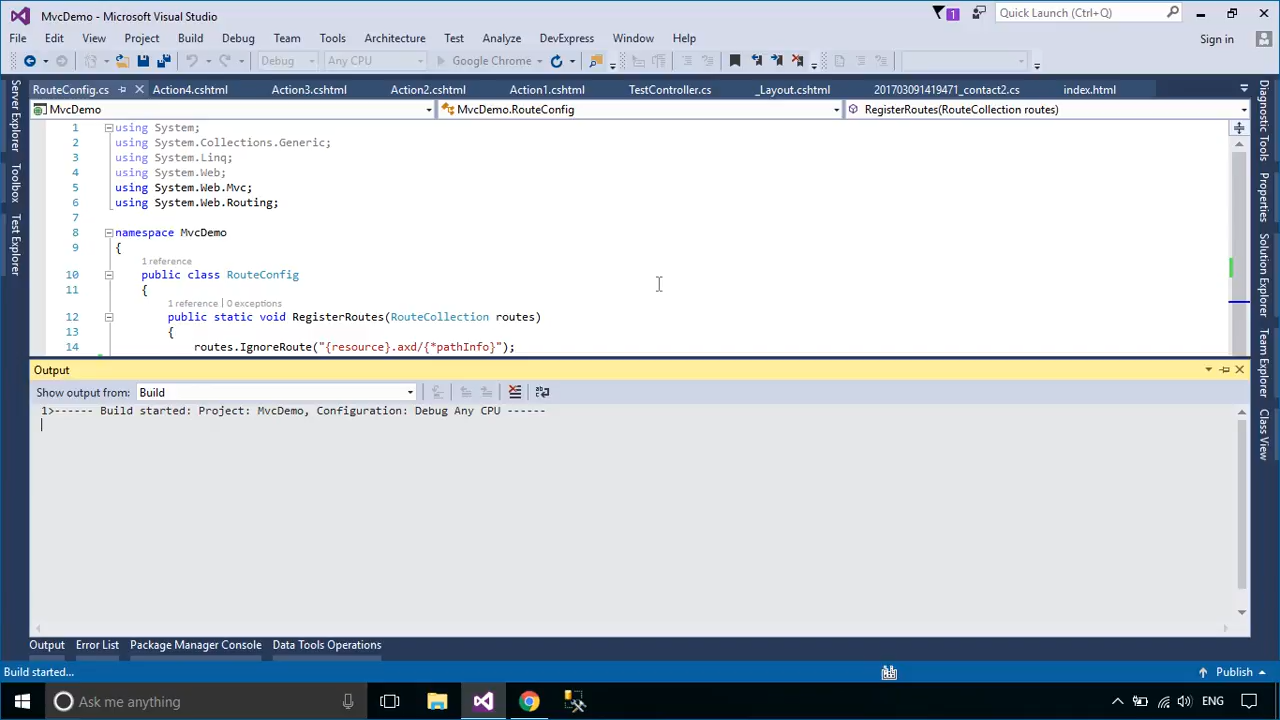 MvcDemo - Microsoft Visual Studio
1
Quick Launch (Ctrl+Q)
File Edit View Project Build Debug Team Tools Architecture Test Analyze DevExpress Window Help
Sign in
Debug Any CPU Google Chrome
RouteConfig.cs Action4.cshtml Action3.cshtml Action2.cshtml Action1.cshtml TestController.cs _Layout.cshtml 201703091419471_contact2.cs index.html
MvcDemo MvcDemo.RouteConfig RegisterRoutes(RouteCollection routes)
1 using System;
2 using System.Collections.Generic;
3 using System.Linq;
4 using System.Web;
5 using System.Web.Mvc;
6 using System.Web.Routing;
7
8 namespace MvcDemo
9 {
1 reference
10 public class RouteConfig
11 {
1 reference | 0 exceptions
12 public static void RegisterRoutes(RouteCollection routes)
13 {
14 routes.IgnoreRoute("{resource}.axd/{*pathInfo}");
Server Explorer
Toolbox
Test Explorer
Diagnostic Tools
Properties
Solution Explorer
Team Explorer
Class View
Output
Show output from: Build
1>------ Build started: Project: MvcDemo, Configuration: Debug Any CPU ------
Output Error List Package Manager Console Data Tools Operations
Build started...
Publish
Ask me anything
ENG